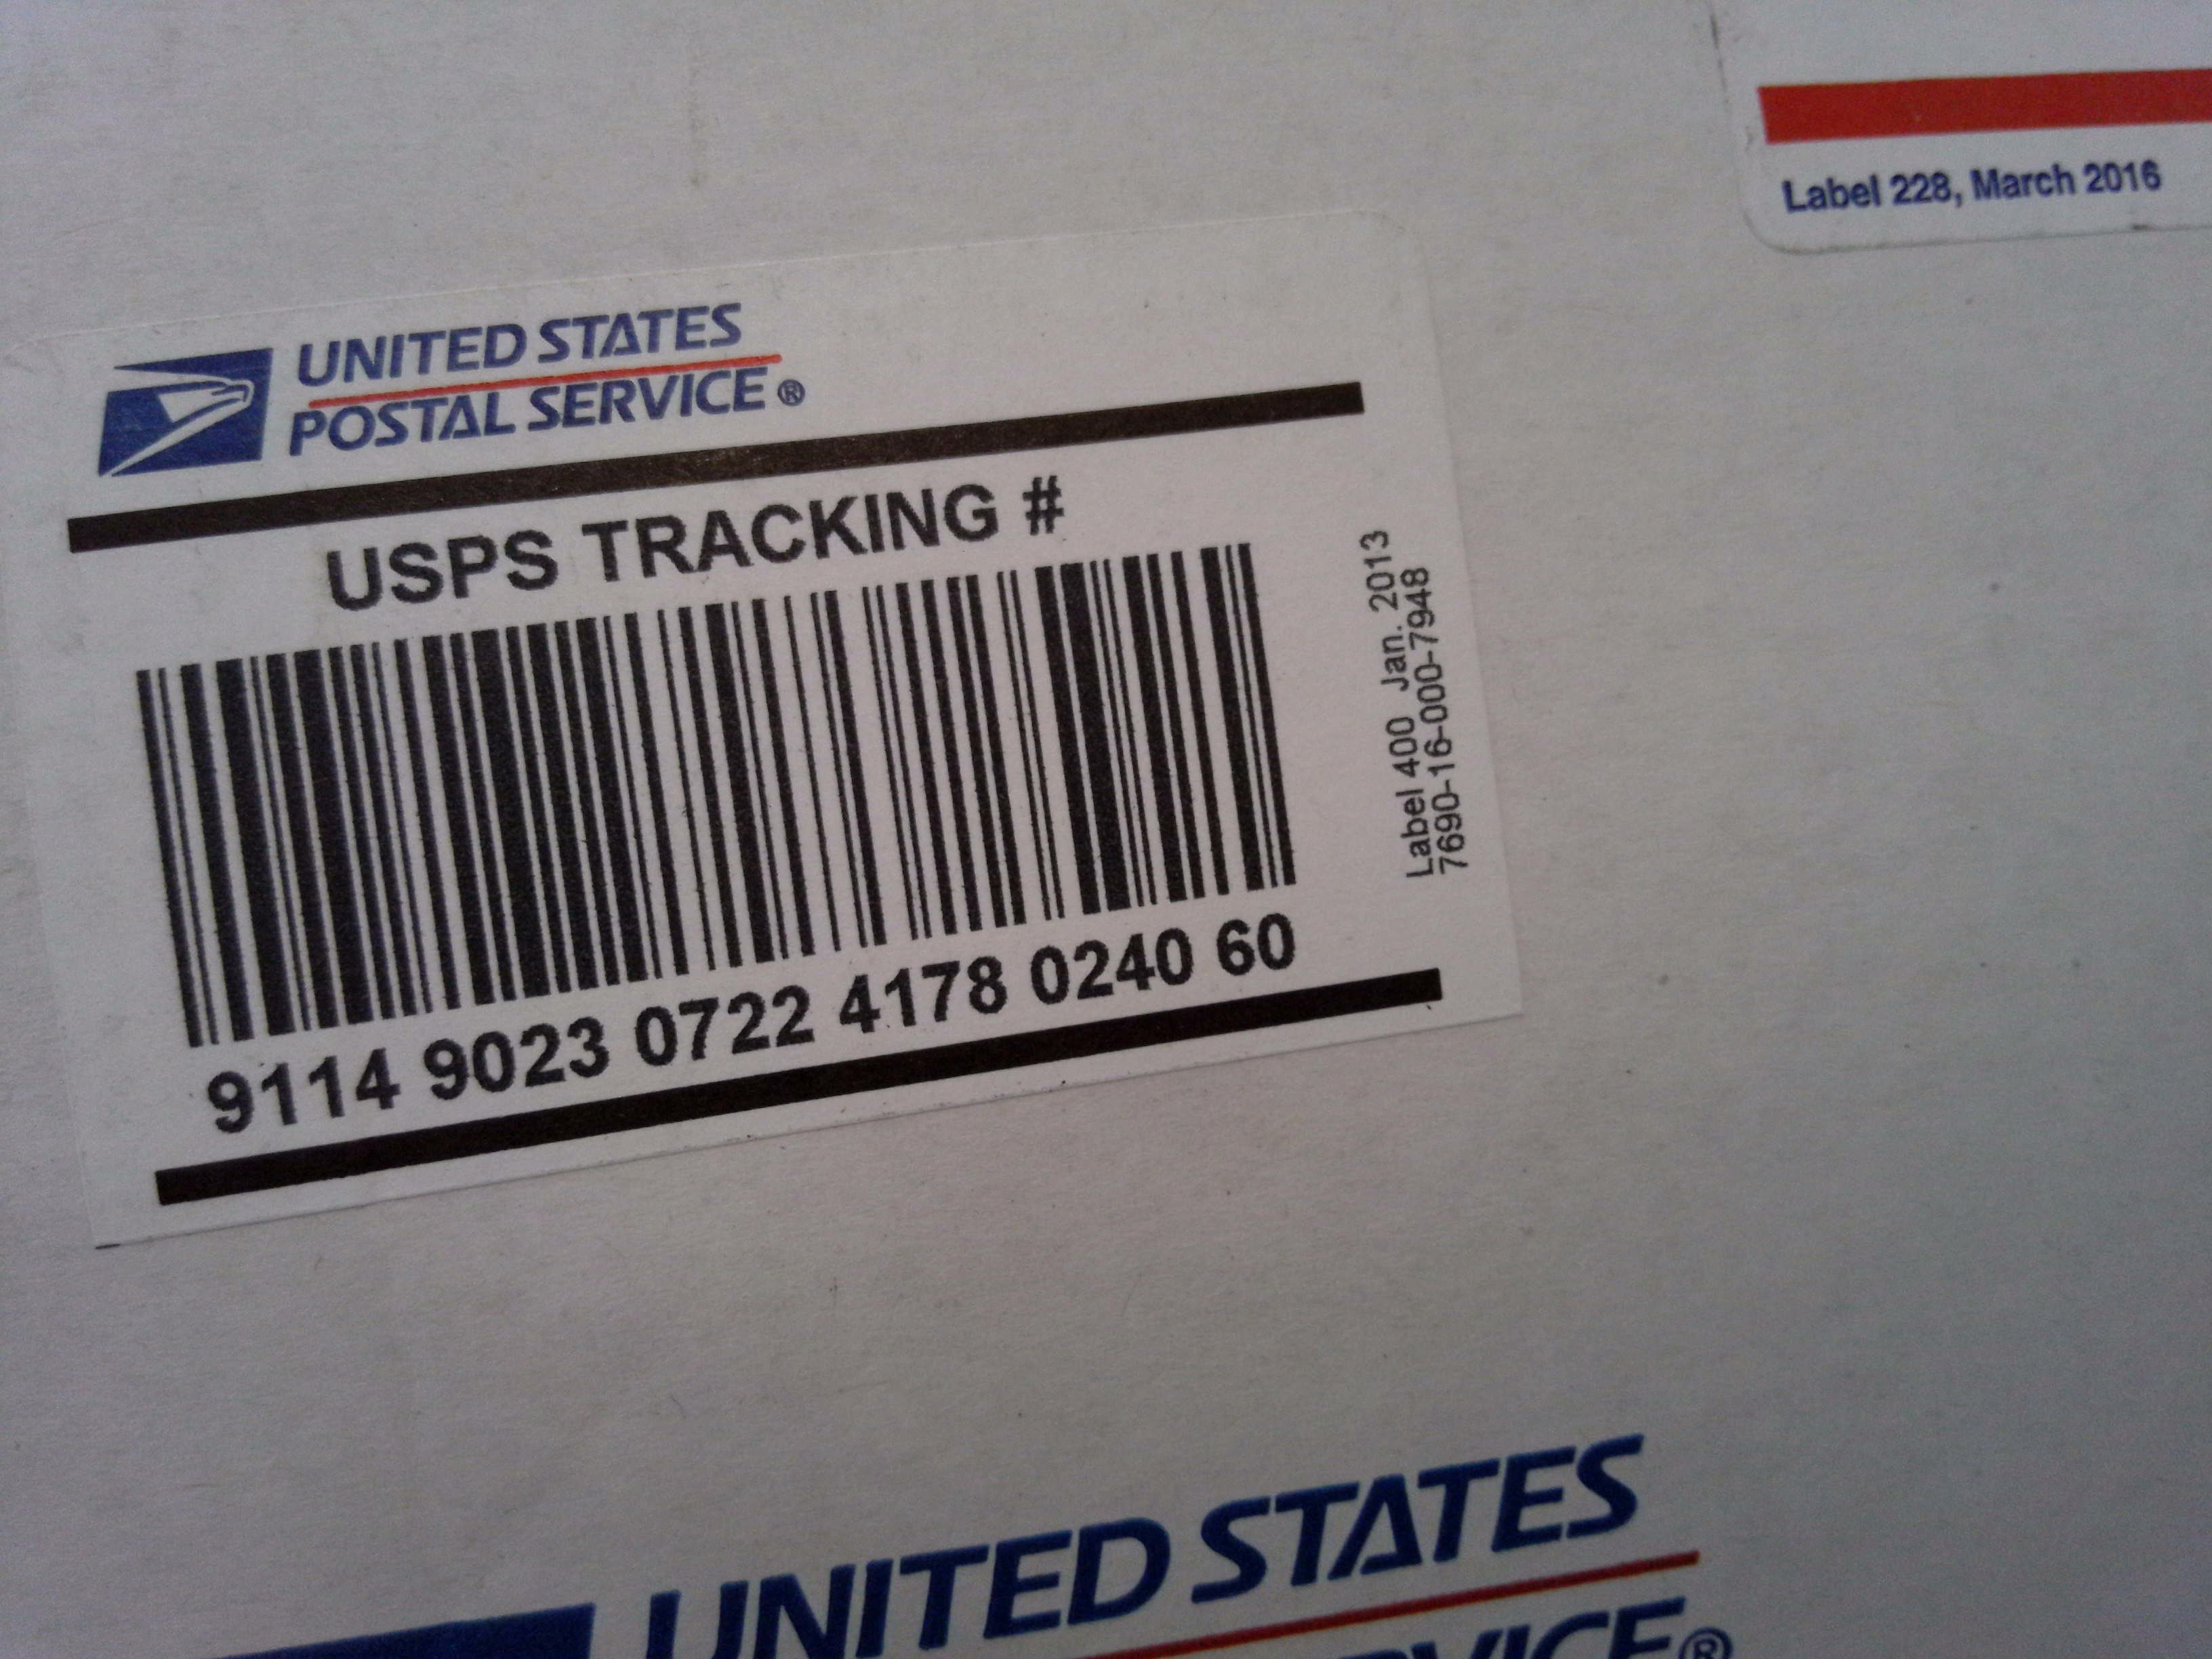 Label 228, March 2016
UNITED STATES
POSTAL SERVICE®
USPS TRACKING #
9114 9023 0722 4178 0240 60
Label 400 Jan. 2013
7690-16-000-7948
UNITED STATES